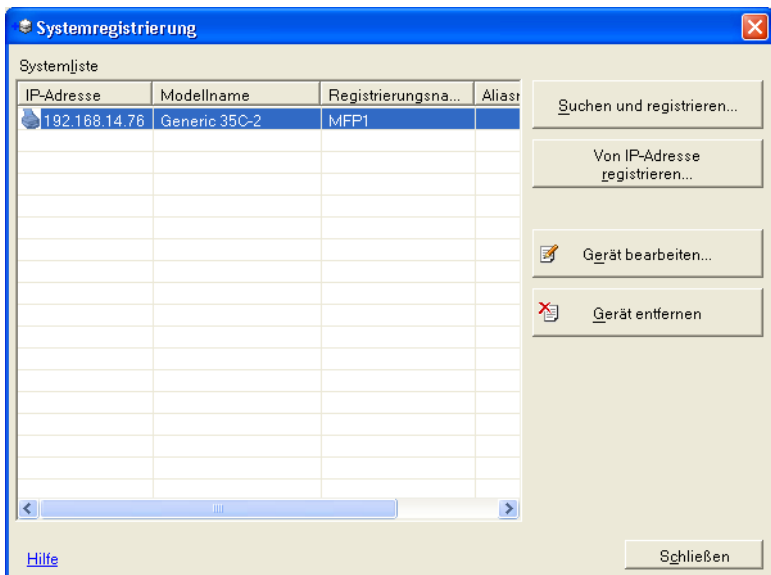 Systemregistrierung
Systemliste
IP-Adresse Modellname Registrierungsna... Aliasr
192.168.14.76 Generic 35C-2 MFP1
Suchen und registrieren...
Von IP-Adresse
registrieren...
Gerät bearbeiten...
Gerät entfernen
Hilfe
Schließen